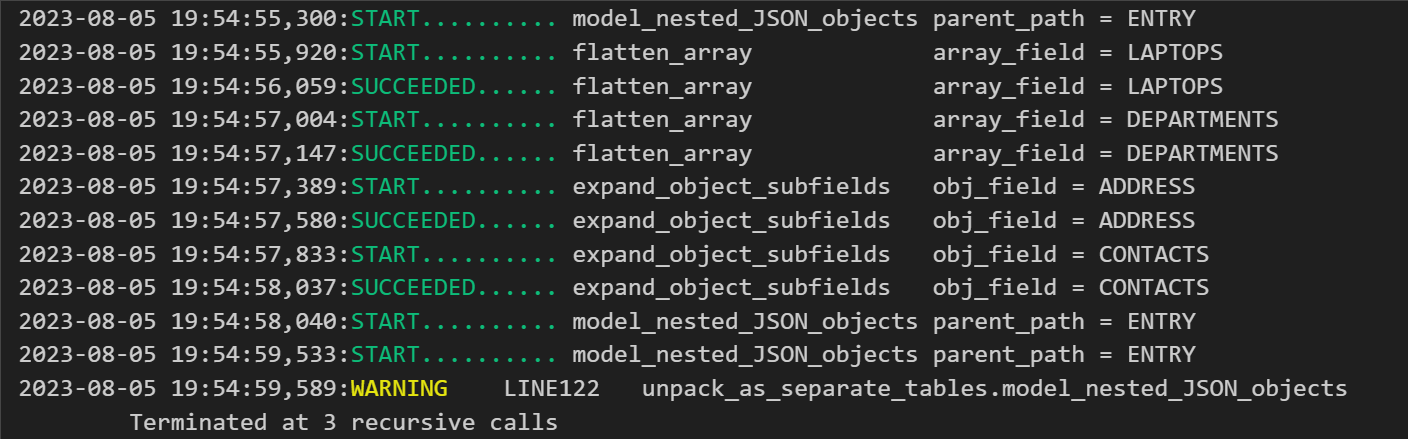 2023-08-05 19:54:55,300:START.......... model_nested_JSON_objects parent_path = ENTRY
2023-08-05 19:54:55,920:START.......... flatten_array             array_field = LAPTOPS
2023-08-05 19:54:56,059:SUCCEEDED...... flatten_array             array_field = LAPTOPS
2023-08-05 19:54:57,004:START.......... flatten_array             array_field = DEPARTMENTS
2023-08-05 19:54:57,147:SUCCEEDED...... flatten_array             array_field = DEPARTMENTS
2023-08-05 19:54:57,389:START.......... expand_object_subfields   obj_field = ADDRESS
2023-08-05 19:54:57,580:SUCCEEDED...... expand_object_subfields   obj_field = ADDRESS
2023-08-05 19:54:57,833:START.......... expand_object_subfields   obj_field = CONTACTS
2023-08-05 19:54:58,037:SUCCEEDED...... expand_object_subfields   obj_field = CONTACTS
2023-08-05 19:54:58,040:START.......... model_nested_JSON_objects parent_path = ENTRY
2023-08-05 19:54:59,533:START.......... model_nested_JSON_objects parent_path = ENTRY
2023-08-05 19:54:59,589:WARNING    LINE122   unpack_as_separate_tables.model_nested_JSON_objects
        Terminated at 3 recursive calls